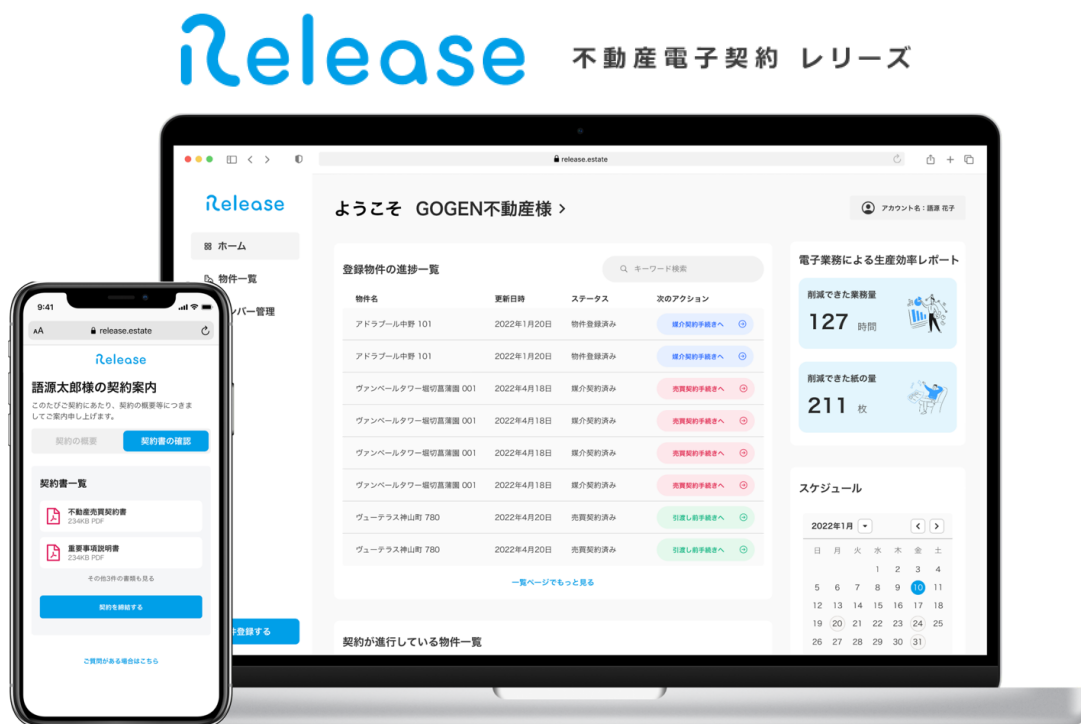 Release 不動産電子契約 レリーズ
release.estate
Release
ようこそ GOGEN不動産様
アカウント名：語源 花子
ホーム
物件一覧
ンバー管理
件登録する
登録物件の進捗一覧
キーワード検索
物件名 更新日時 ステータス 次のアクション
アドラブール中野 101 2022年1月20日 物件登録済み 媒介契約手続きへ
アドラブール中野 101 2022年1月20日 物件登録済み 媒介契約手続きへ
ヴァンベールタワー堀切菖蒲園 001 2022年4月18日 媒介契約済み 売買契約手続きへ
ヴァンベールタワー堀切菖蒲園 001 2022年4月18日 媒介契約済み 売買契約手続きへ
ヴァンベールタワー堀切菖蒲園 001 2022年4月18日 媒介契約済み 売買契約手続きへ
ヴァンベールタワー堀切菖蒲園 001 2022年4月18日 媒介契約済み 売買契約手続きへ
ヴューテラス神山町 780 2022年4月20日 売買契約済み 引渡し前手続きへ
ヴューテラス神山町 780 2022年4月20日 売買契約済み 引渡し前手続きへ
一覧ページでもっと見る
契約が進行している物件一覧
電子業務による生産効率レポート
削減できた業務量
127 時間
削減できた紙の量
211 枚
スケジュール
2022年1月
日 月 火 水 木 金 土
1 2 3 4
5 6 7 8 9 10 11
12 13 14 15 16 17 18
19 20 21 22 23 24 25
26 27 28 29 30 31
9:41
AA release.estate
Release
語源太郎様の契約案内
このたびご契約にあたり、契約の概要等につきま
してご案内申し上げます。
契約の概要 契約書の確認
契約書一覧
不動産売買契約書
234KB PDF
重要事項説明書
234KB PDF
その他3件の書類も見る
契約を締結する
ご質問がある場合はこちら